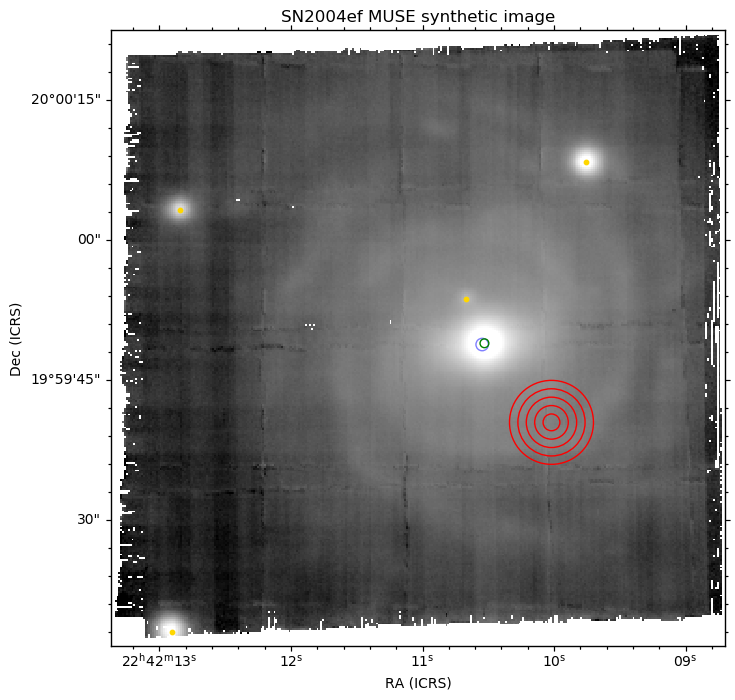 SN2004ef MUSE synthetic image
20°00'15"
00"
19°59'45"
30"
22ʰ42ᵐ13ˢ 12ˢ 11ˢ 10ˢ 09ˢ
RA (ICRS)
Dec (ICRS)